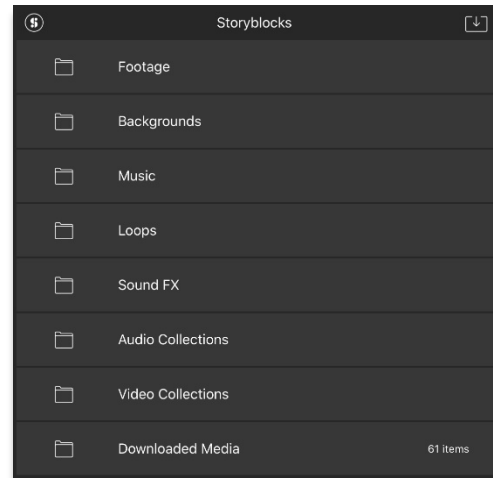 Storyblocks
Footage
Backgrounds
Music
Loops
Sound FX
Audio Collections
Video Collections
Downloaded Media 61 items